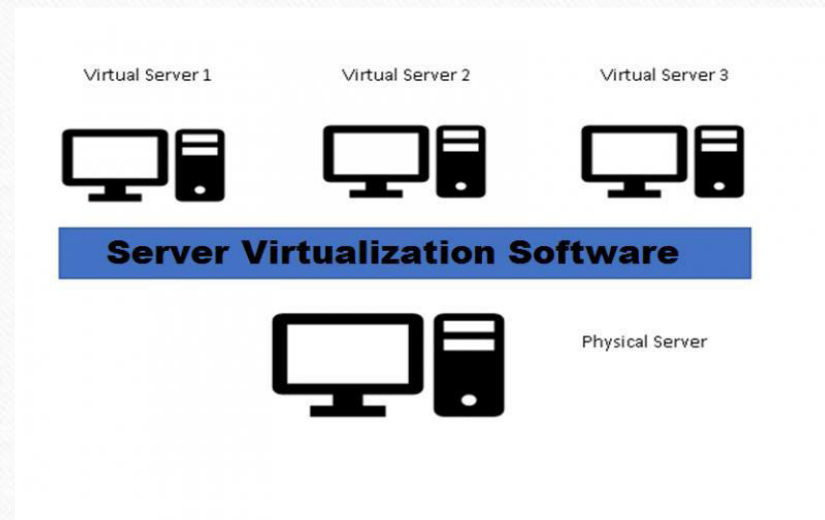 Virtual Server 1
Virtual Server 2
Virtual Server 3
Server Virtualization Software
Physical Server